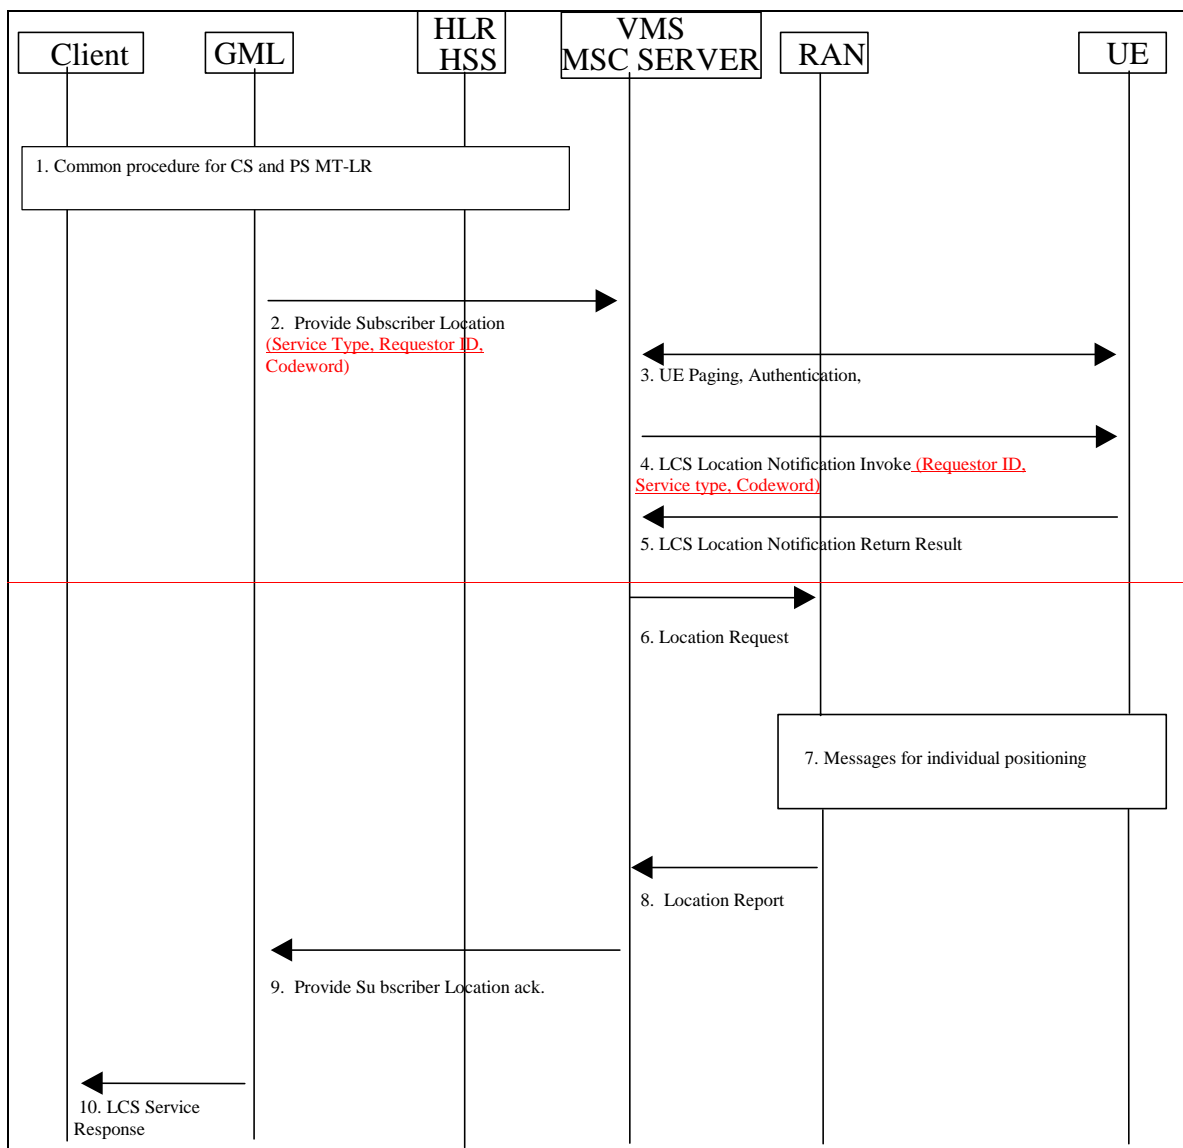 Client
GML
HLR
HSS
VMS
MSC SERVER
RAN
UE
1. Common procedure for CS and PS MT-LR
2. Provide Subscriber Location
(Service Type, Requestor ID,
Codeword)
3. UE Paging, Authentication,
4. LCS Location Notification Invoke (Requestor ID,
Service type, Codeword)
5. LCS Location Notification Return Result
6. Location Request
7. Messages for individual positioning
8. Location Report
9. Provide Su bscriber Location ack.
10. LCS Service
Response